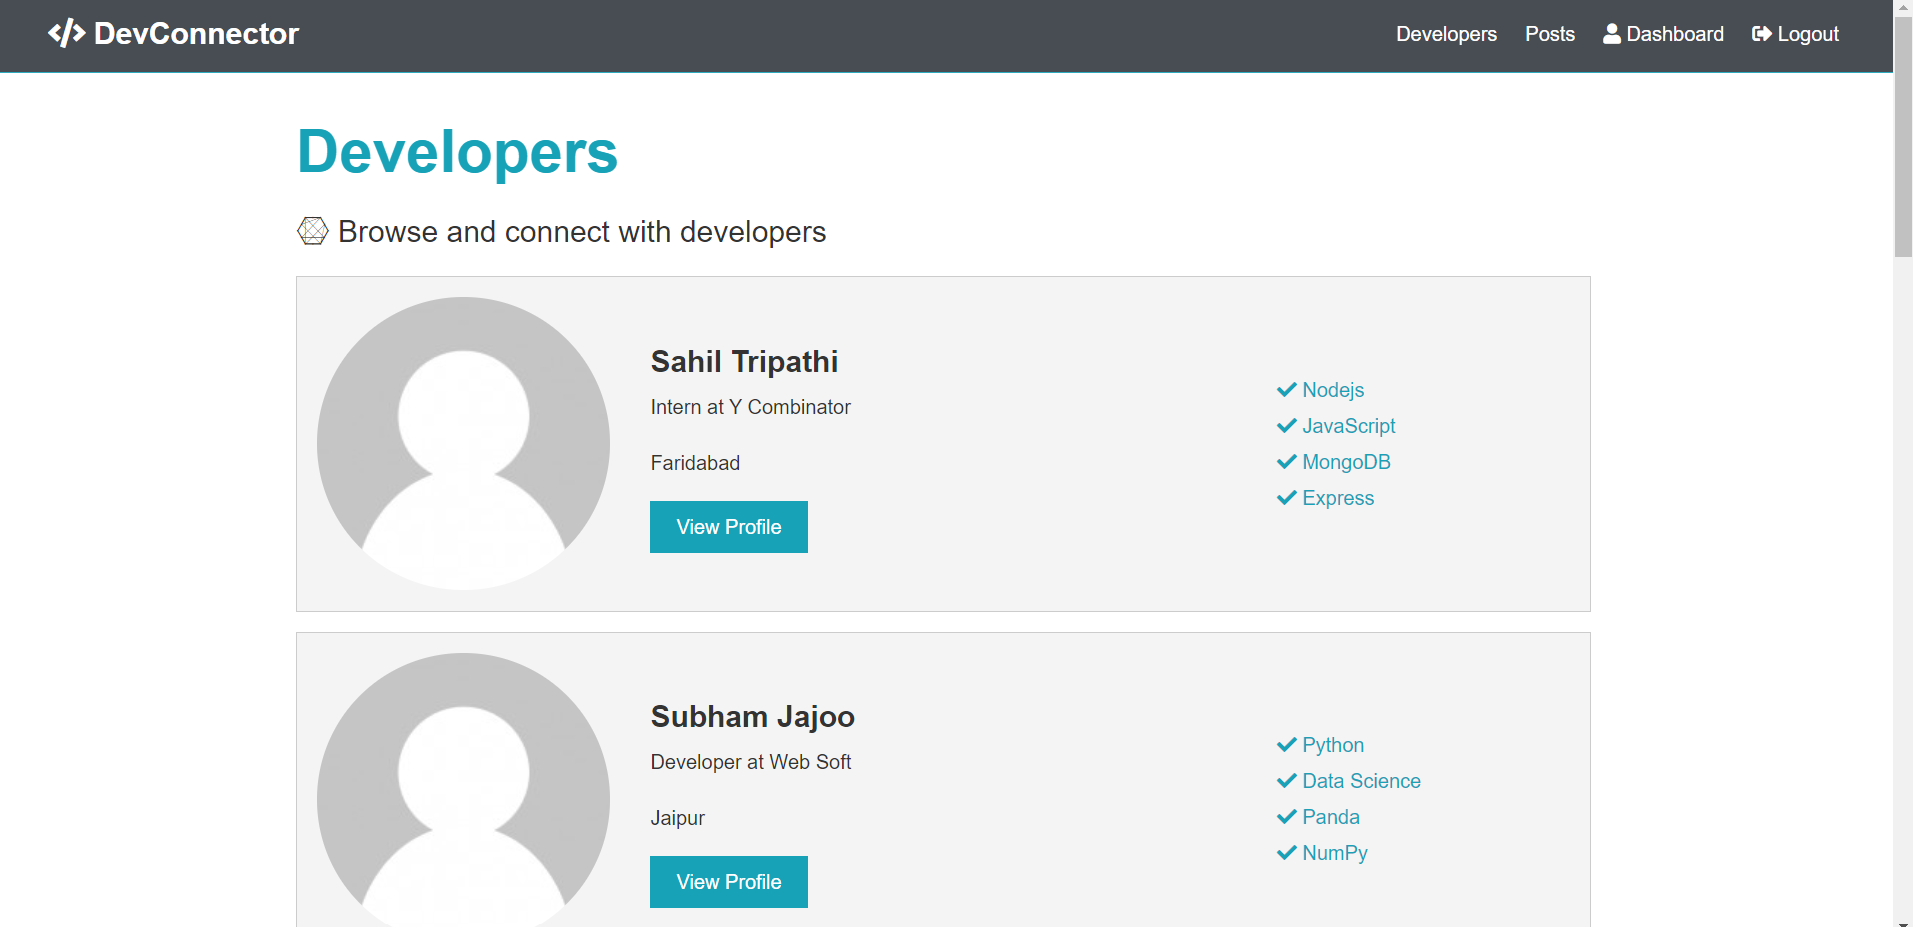 DevConnector
Developers Posts Dashboard Logout
Developers
Browse and connect with developers
Sahil Tripathi
Intern at Y Combinator
Faridabad
View Profile
Nodejs
JavaScript
MongoDB
Express
Subham Jajoo
Developer at Web Soft
Jaipur
View Profile
Python
Data Science
Panda
NumPy